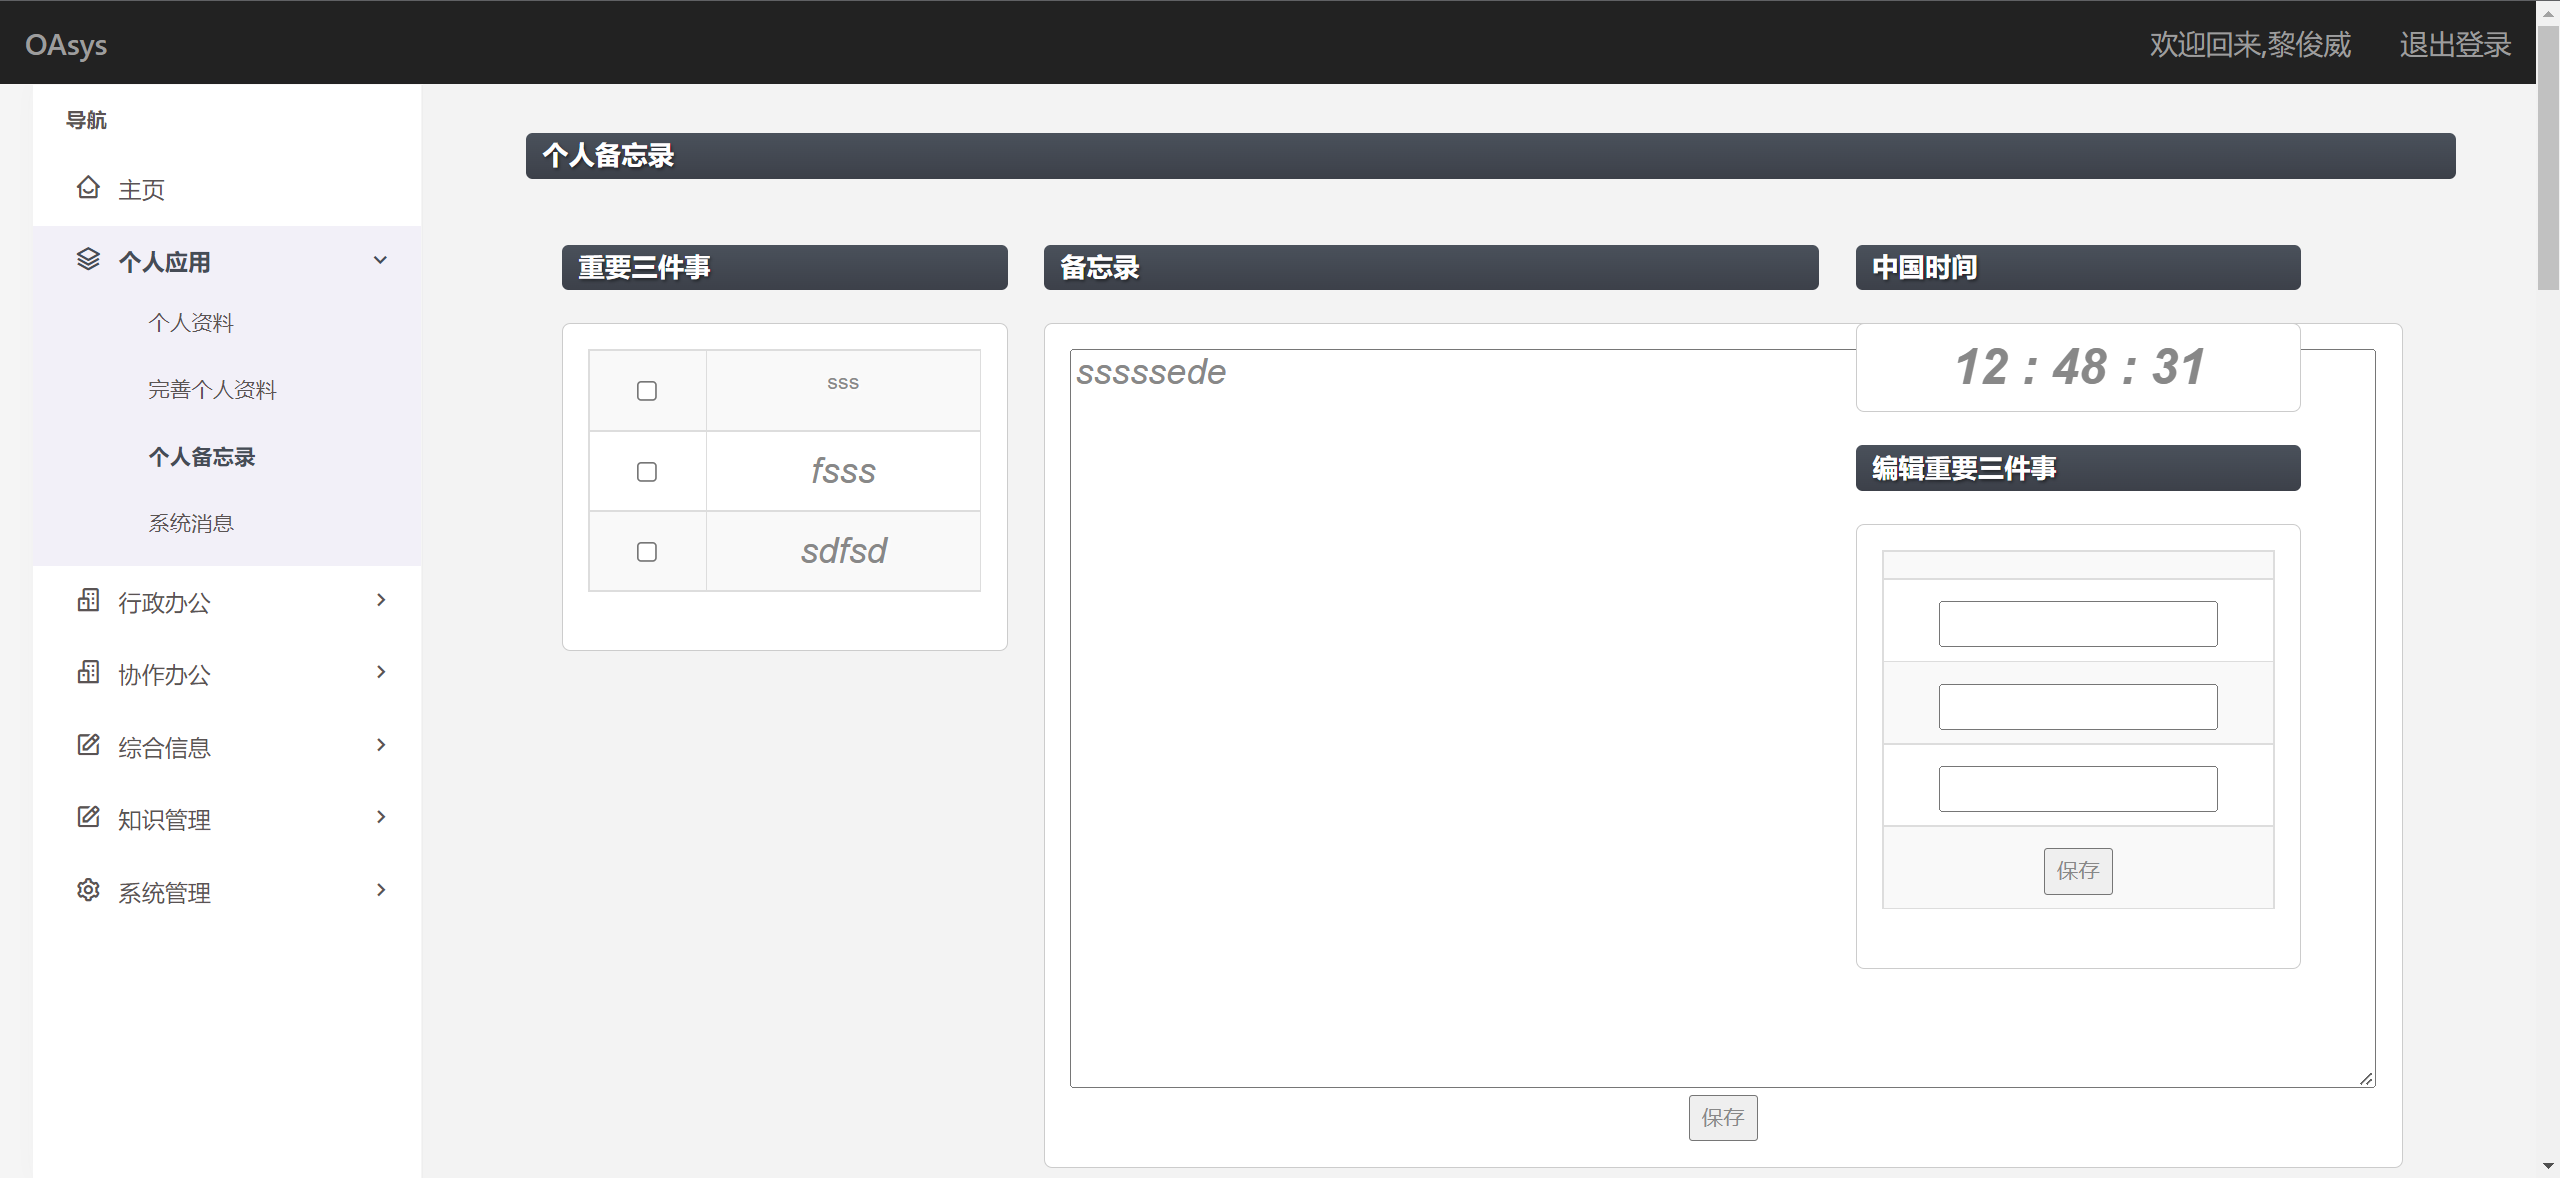 OAsys
欢迎回来,黎俊威
退出登录
导航
主页
个人应用
个人资料
完善个人资料
个人备忘录
系统消息
行政办公
协作办公
综合信息
知识管理
系统管理
个人备忘录
重要三件事
sss
fsss
sdfsd
备忘录
sssssede
保存
中国时间
12 : 48 : 31
编辑重要三件事
保存